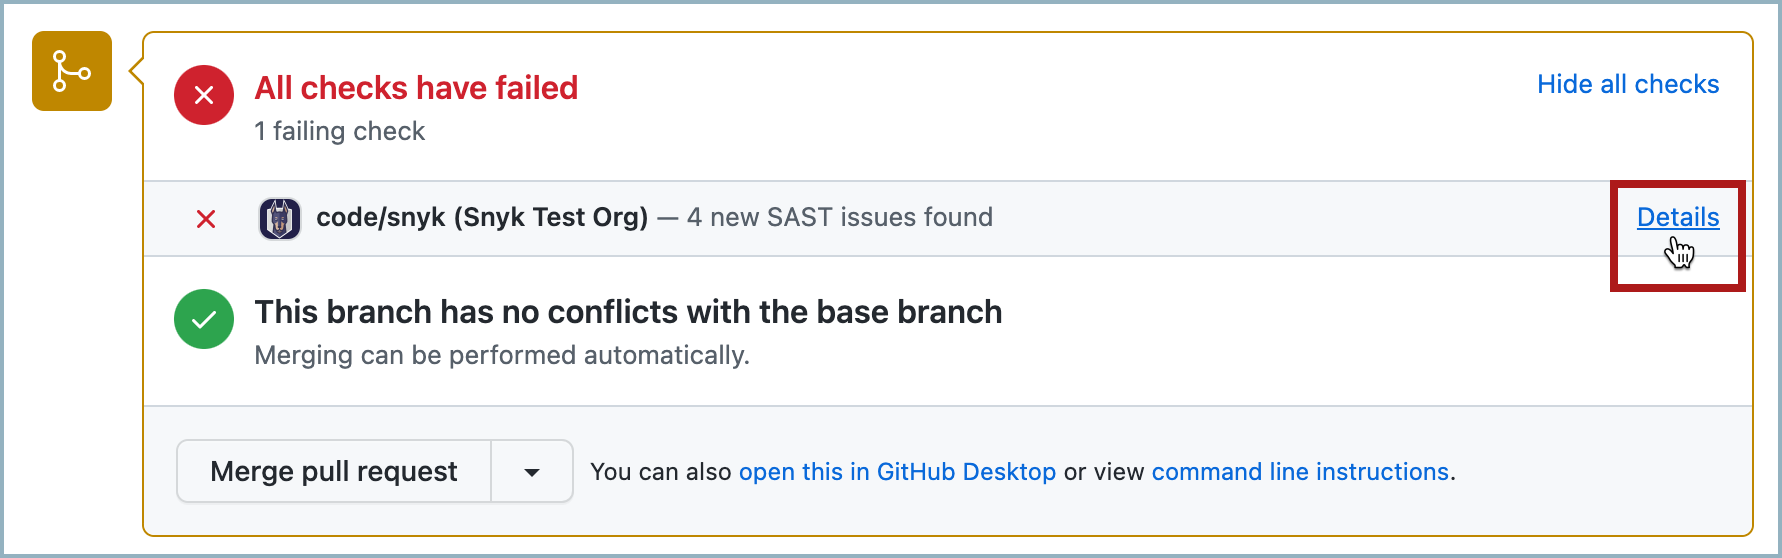 All checks have failed
Hide all checks
1 failing check
code/snyk (Snyk Test Org) — 4 new SAST issues found
Details
This branch has no conflicts with the base branch
Merging can be performed automatically.
Merge pull request
You can also open this in GitHub Desktop or view command line instructions.